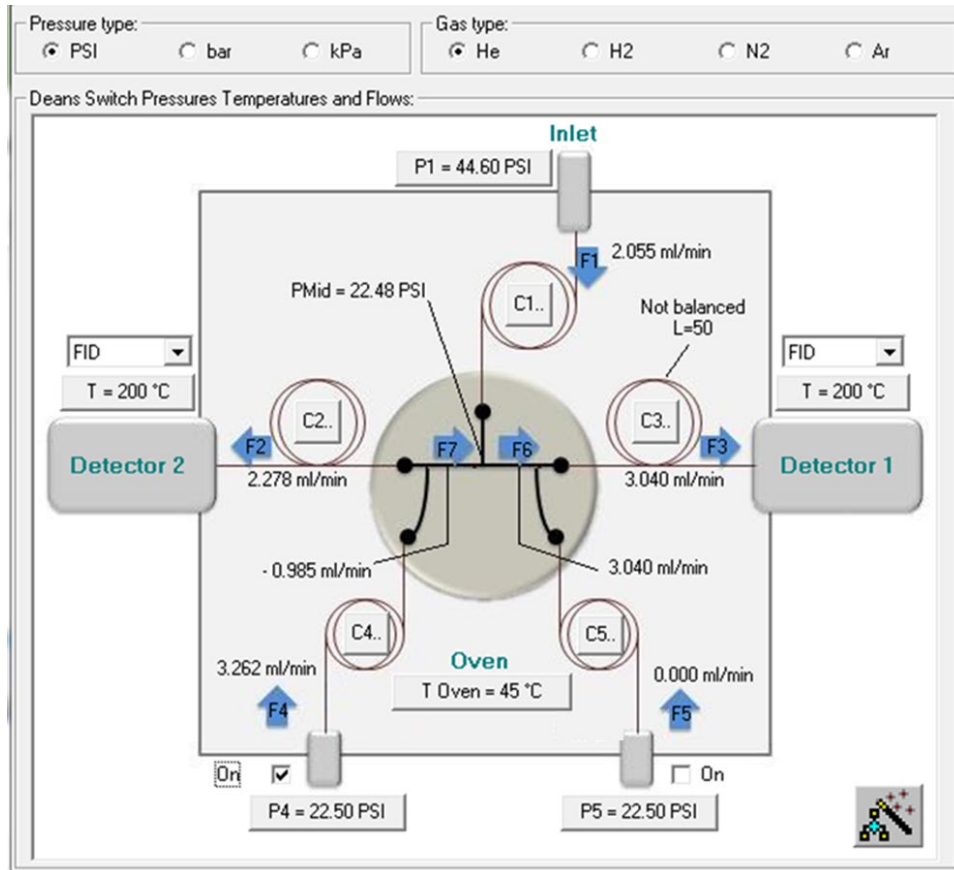 Pressure type:
PSI bar kPa
Gas type:
He H2 N2 Ar
Deans Switch Pressures Temperatures and Flows:
Inlet
P1 = 44.60 PSI
F1 2.055 ml/min
PMid = 22.48 PSI
C1..
Not balanced
L=50
FID
T = 200 °C
FID
T = 200 °C
C2..
C3..
Detector 2
F2
F7
F6
F3
Detector 1
2.278 ml/min
3.040 ml/min
- 0.985 ml/min
3.040 ml/min
C4..
C5..
3.262 ml/min
Oven
T Oven = 45 °C
0.000 ml/min
F4
F5
On
On
P4 = 22.50 PSI
P5 = 22.50 PSI